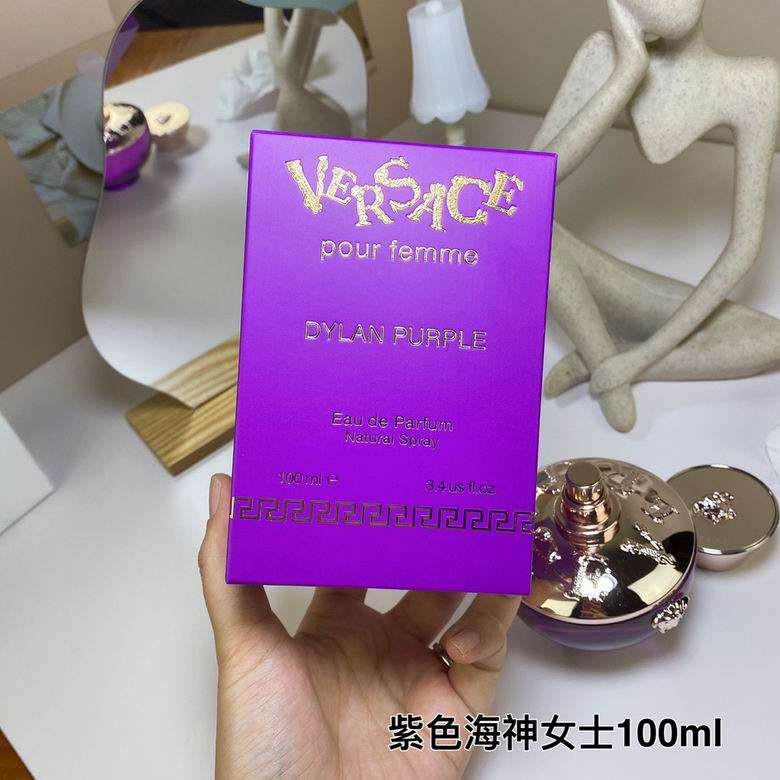 VERSACE
pour femme
DYLAN PURPLE
Eau de Parfum
Natural Spray
100 ml e 3.4 us fl.oz
紫色海神女士100ml